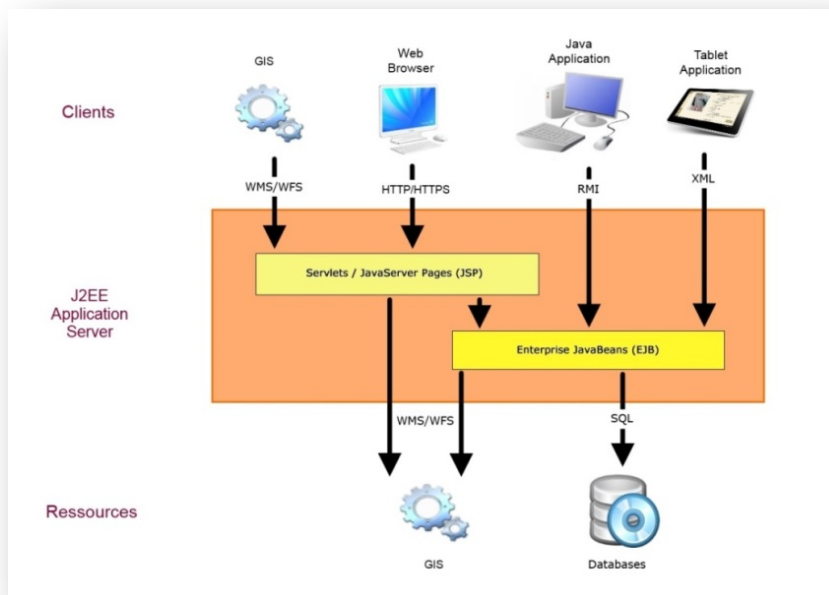 GIS
Web
Browser
Java
Application
Tablet
Application
Clients
WMS/WFS
HTTP/HTTPS
RMI
XML
Servlets / JavaServer Pages (JSP)
J2EE
Application
Server
Enterprise JavaBeans (EJB)
WMS/WFS
SQL
Ressources
GIS
Databases